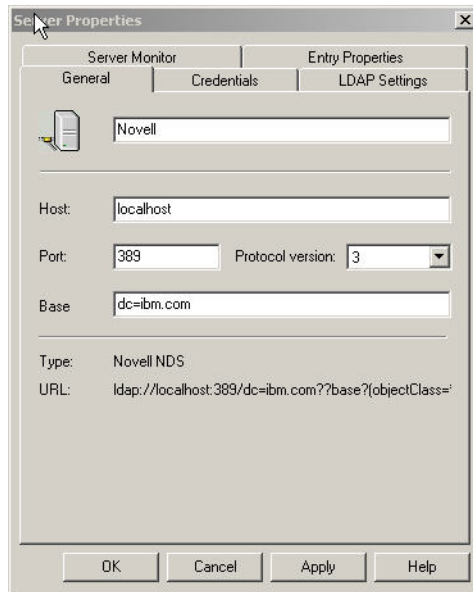 Server Properties
Server Monitor Entry Properties
General Credentials LDAP Settings
Novell
Host: localhost
Port: 389 Protocol version: 3
Base dc=ibm.com
Type: Novell NDS
URL: ldap://localhost:389/dc=ibm.com??base?(objectClass=*
OK Cancel Apply Help